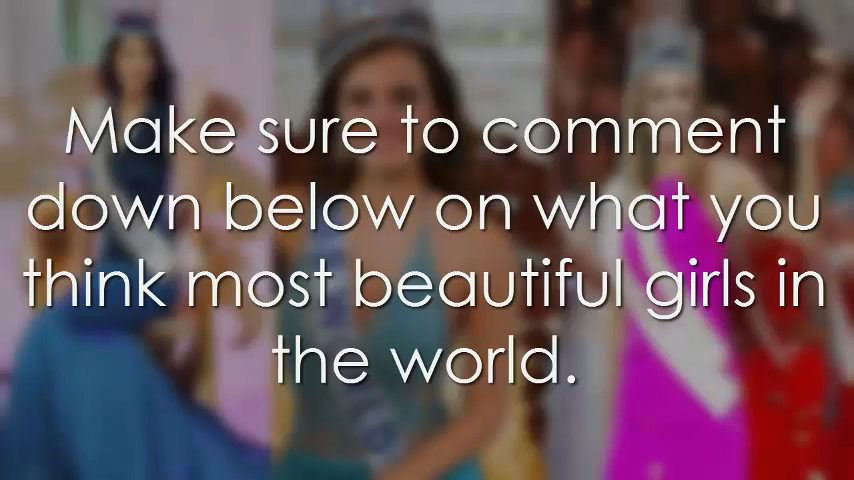 Make sure to comment
down below on what you
think most beautiful girls in
the world.